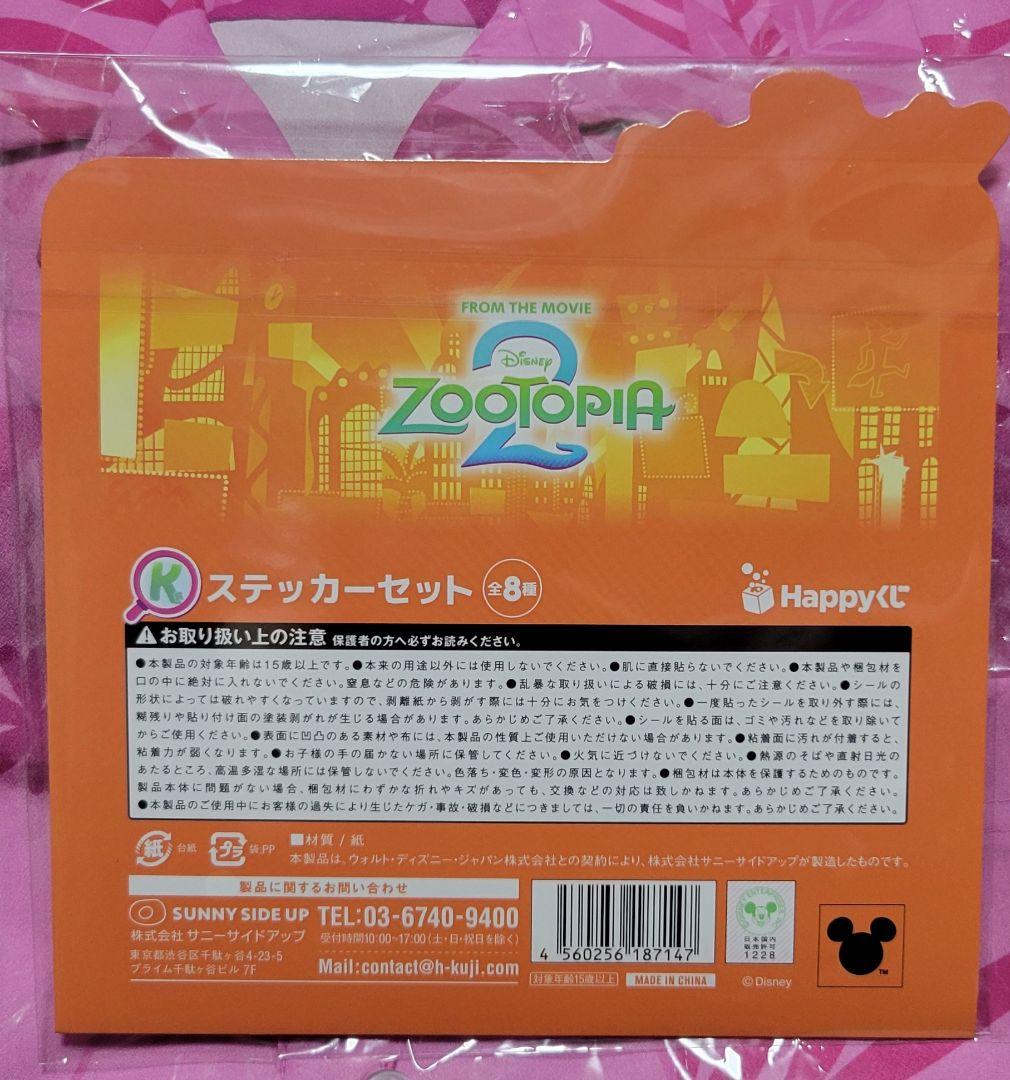 FROM THE MOVIE
Disney
ZOOTOPIA
2
K賞 ステッカーセット 全8種
Happyくじ
お取り扱い上の注意 保護者の方へ必ずお読みください。
●本製品の対象年齢は15歳以上です。●本来の用途以外には使用しないでください。●肌に直接貼らないでください。●本製品や梱包材を
口の中に絶対に入れないでください。窒息などの危険があります。●乱暴な取り扱いによる破損には、十分にご注意ください。●シールの
形状によっては破れやすくなっていますので、剥離紙から剥がす際には十分にお気をつけください。●一度貼ったシールを取り外す際には、
糊残りや貼り付け面の塗装剥がれが生じる場合があります。あらかじめご了承ください。●シールを貼る面は、ゴミや汚れなどを取り除いて
からご使用ください。●表面に凹凸のある素材や布には、本製品の性質上ご使用いただけない場合があります。●粘着面に汚れが付着すると、
粘着力が弱くなります。●お子様の手の届かない場所に保管してください。●火気に近づけないでください。●熱源のそばや直射日光の
あたるところ、高温多湿な場所には保管しないでください。色落ち・変色・変形の原因となります。●梱包材は本体を保護するためのものです。
製品本体に問題がない場合、梱包材にわずかな折れやキズがあっても、交換などの対応は致しかねます。あらかじめご了承ください。
●本製品のご使用中にお客様の過失により生じたケガ・事故・破損などにつきましては、一切の責任を負いかねます。あらかじめご了承ください。
紙 台紙 プラ 袋:PP
■材質 / 紙
本製品は、ウォルト・ディズニー・ジャパン株式会社との契約により、株式会社サニーサイドアップが製造したものです。
製品に関するお問い合わせ
SUNNY SIDE UP
株式会社 サニーサイドアップ
東京都渋谷区千駄ヶ谷4-23-5
プライム千駄ヶ谷ビル 7F
TEL:03-6740-9400
受付時間10:00~17:00(土・日・祝日を除く)
Mail:contact@h-kuji.com
4 560256 187147
対象年齢15歳以上
MADE IN CHINA
日本国内
販売許可
1228
©Disney
TM